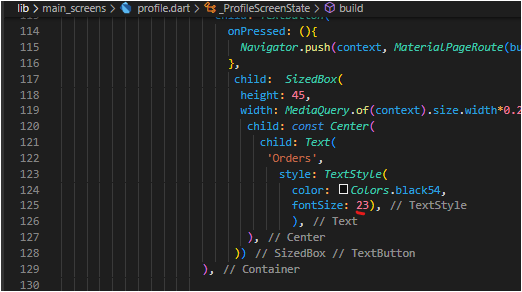 lib > main_screens > profile.dart > _ProfileScreenState > build
113 child: TextButton(
114 onPressed: (){
115 Navigator.push(context, MaterialPageRoute(bu
116 },
117 child: SizedBox(
118 height: 45,
119 width: MediaQuery.of(context).size.width*0.2
120 child: const Center(
121 child: Text(
122 'Orders',
123 style: TextStyle(
124 color: Colors.black54,
125 fontSize: 23), // TextStyle
126 ), // Text
127 ), // Center
128 )) // SizedBox // TextButton
129 ), // Container
130